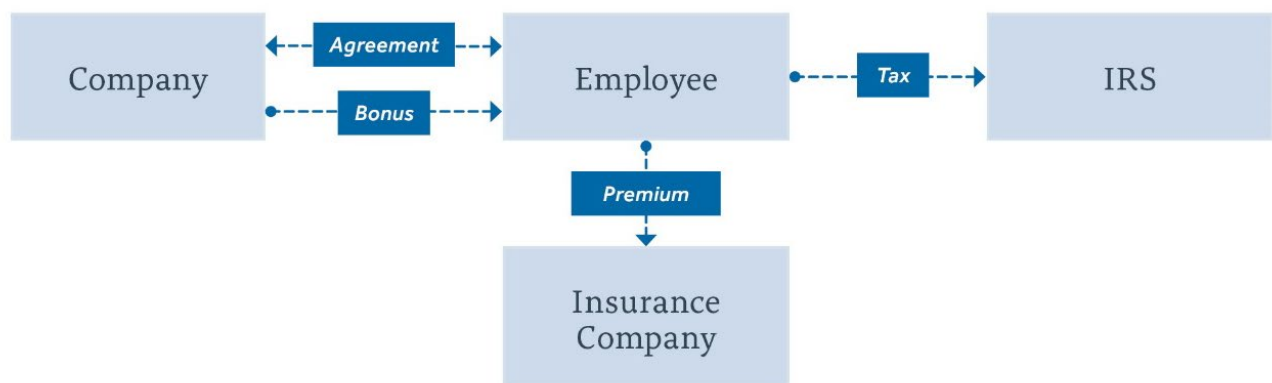 Company
Agreement
Bonus
Employee
Tax
IRS
Premium
Insurance
Company